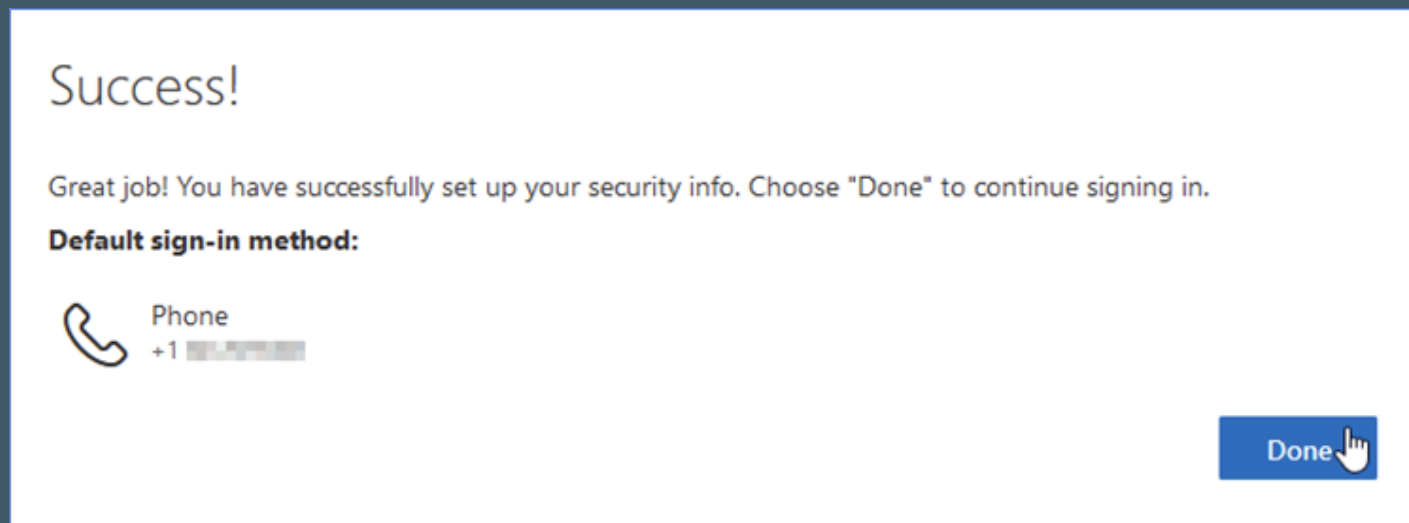 Success!
Great job! You have successfully set up your security info. Choose "Done" to continue signing in.
Default sign-in method:
Phone
+1
Done